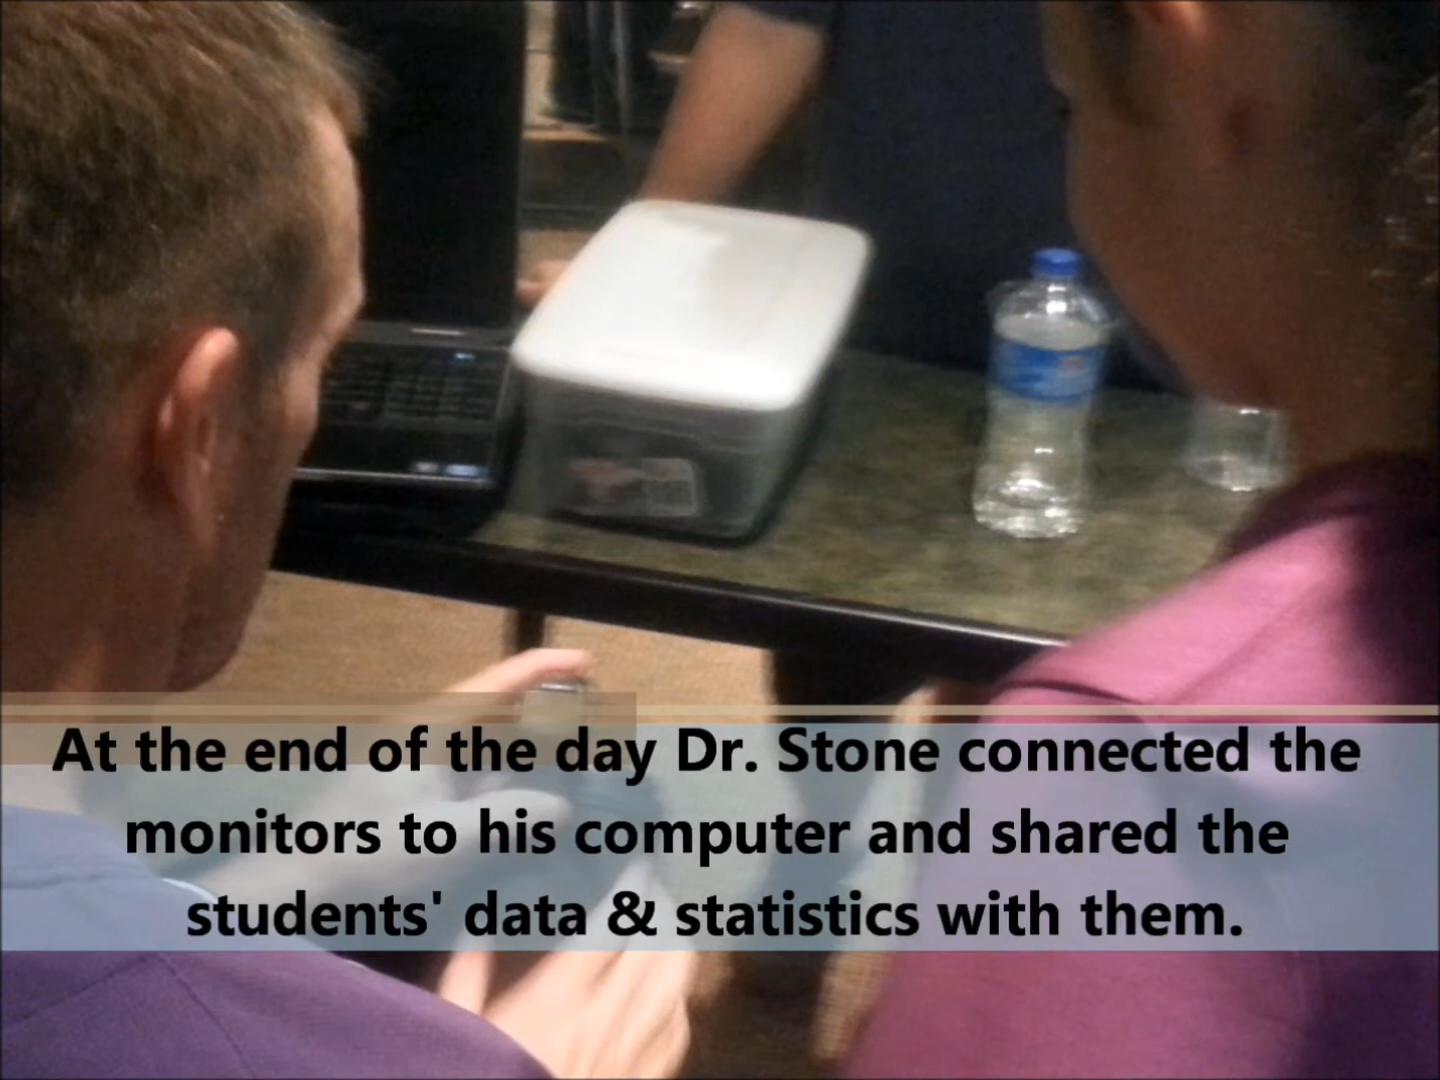 At the end of the day Dr. Stone connected the
monitors to his computer and shared the
students' data & statistics with them.